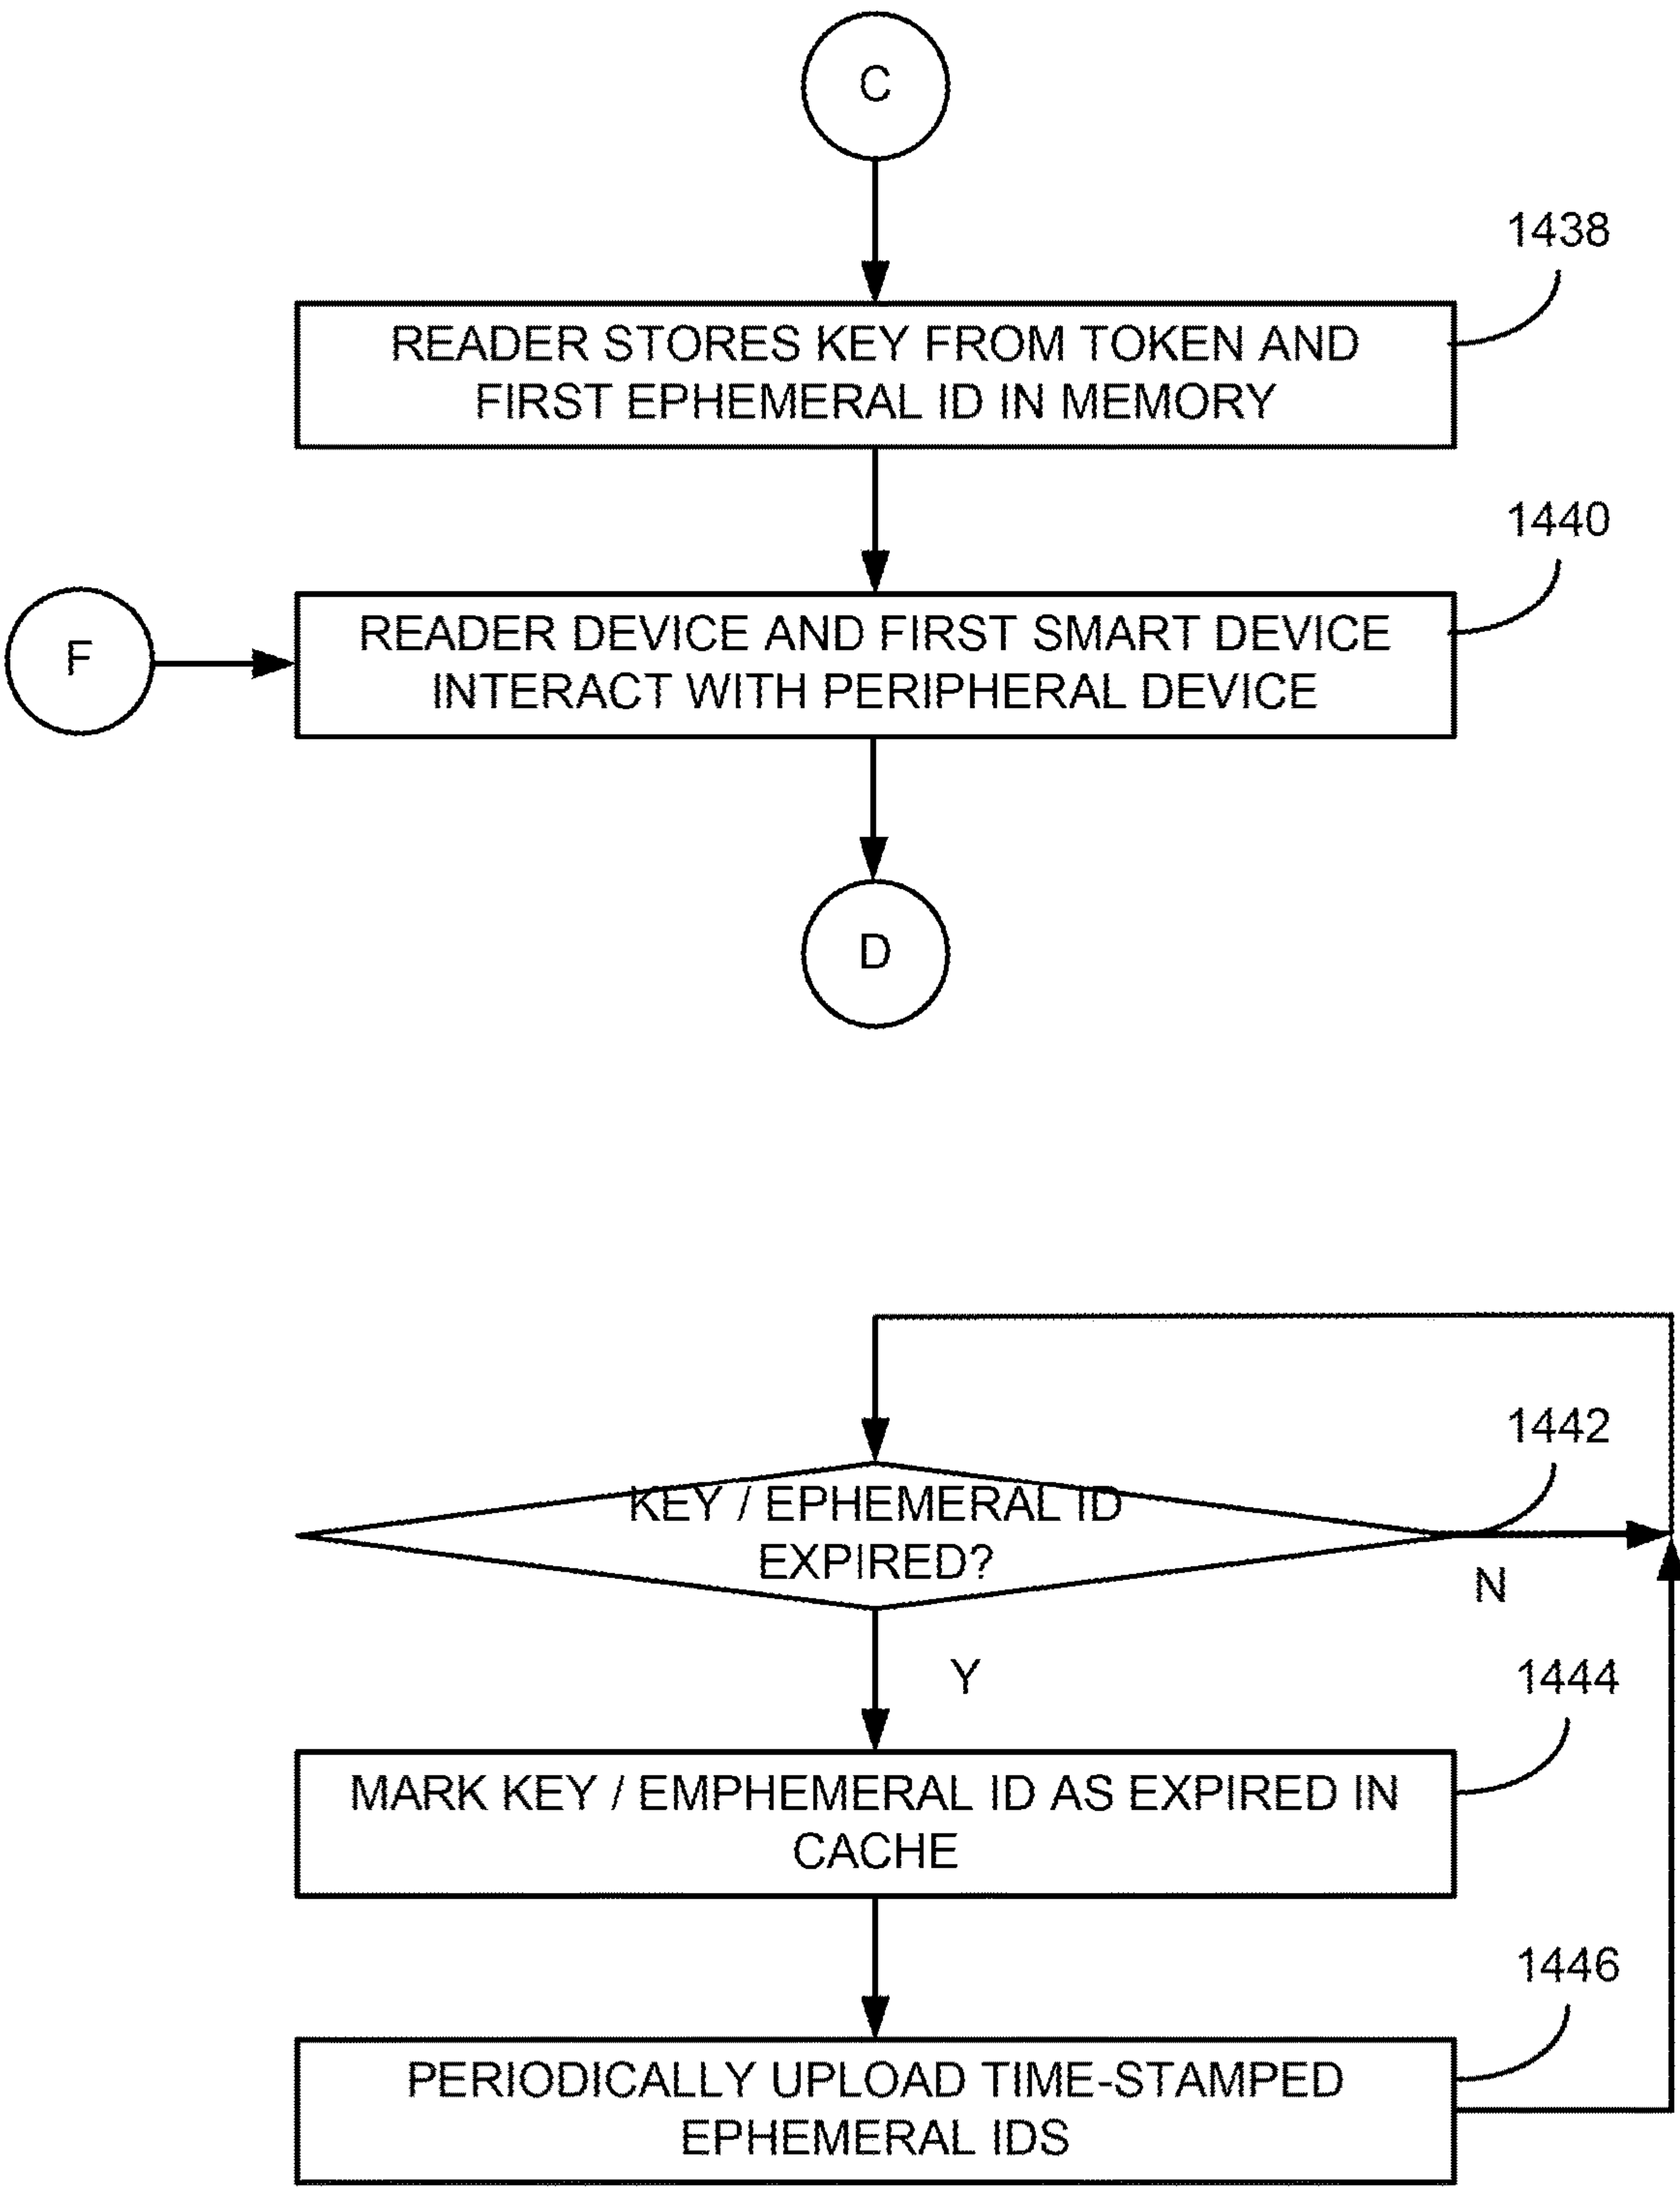 C
1438
READER STORES KEY FROM TOKEN AND
FIRST EPHEMERAL ID IN MEMORY
1440
F
READER DEVICE AND FIRST SMART DEVICE
INTERACT WITH PERIPHERAL DEVICE
D
1442
KEY / EPHEMERAL ID
EXPIRED?
N
Y
1444
MARK KEY / EMPHEMERAL ID AS EXPIRED IN
CACHE
1446
PERIODICALLY UPLOAD TIME-STAMPED
EPHEMERAL IDS